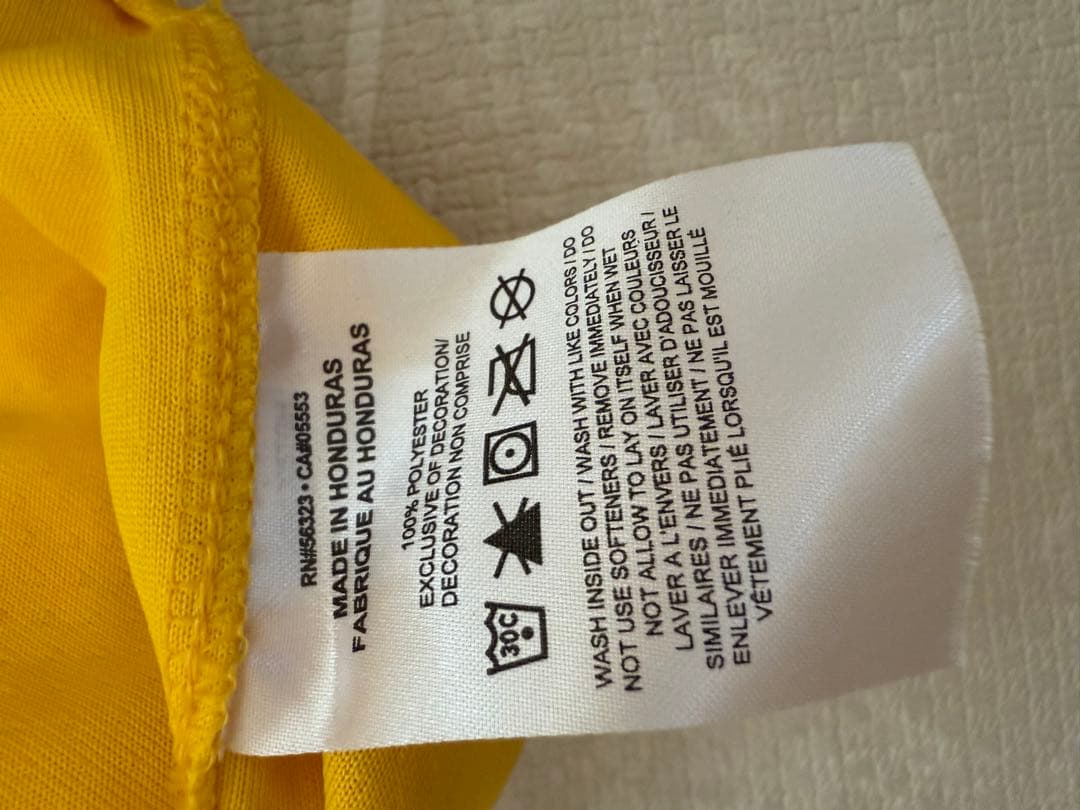 RN#56323 • CA#05553
MADE IN HONDURAS
FABRIQUE AU HONDURAS
100% POLYESTER
EXCLUSIVE OF DECORATION/
DECORATION NON COMPRISE
30C
WASH INSIDE OUT / WASH WITH LIKE COLORS / DO
NOT USE SOFTENERS / REMOVE IMMEDIATELY / DO
NOT ALLOW TO LAY ON ITSELF WHEN WET
LAVER A L'ENVERS / LAVER AVEC COULEURS
SIMILAIRES / NE PAS UTILISER D'ADOUCISSEUR /
ENLEVER IMMEDIATEMENT / NE PAS LAISSER LE
VÊTEMENT PLIÉ LORSQU'IL EST MOUILLÉ